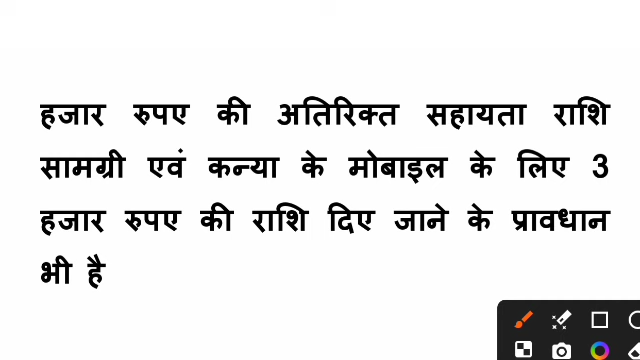 हजार रुपए की अतिरिक्त सहायता राशि
सामग्री एवं कन्या के मोबाइल के लिए 3
हजार रुपए की राशि दिए जाने के प्रावधान
भी है